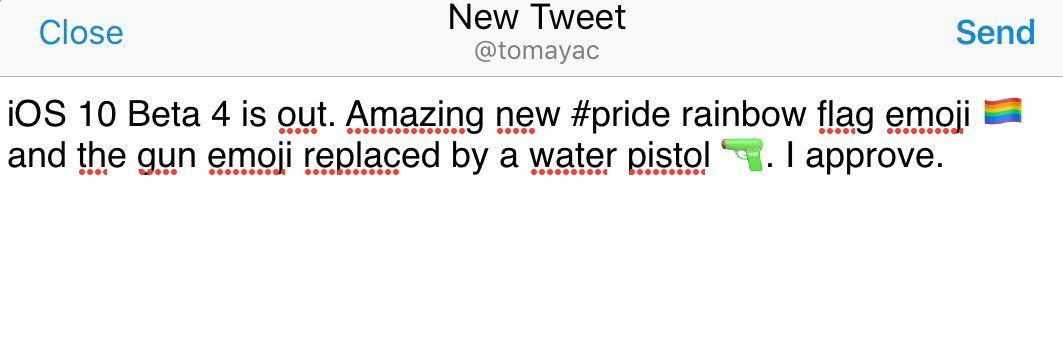 Close
New Tweet
@tomayac
Send
iOS 10 Beta 4 is out. Amazing new #pride rainbow flag emoji 🏳️‍🌈
and the gun emoji replaced by a water pistol 🔫. I approve.